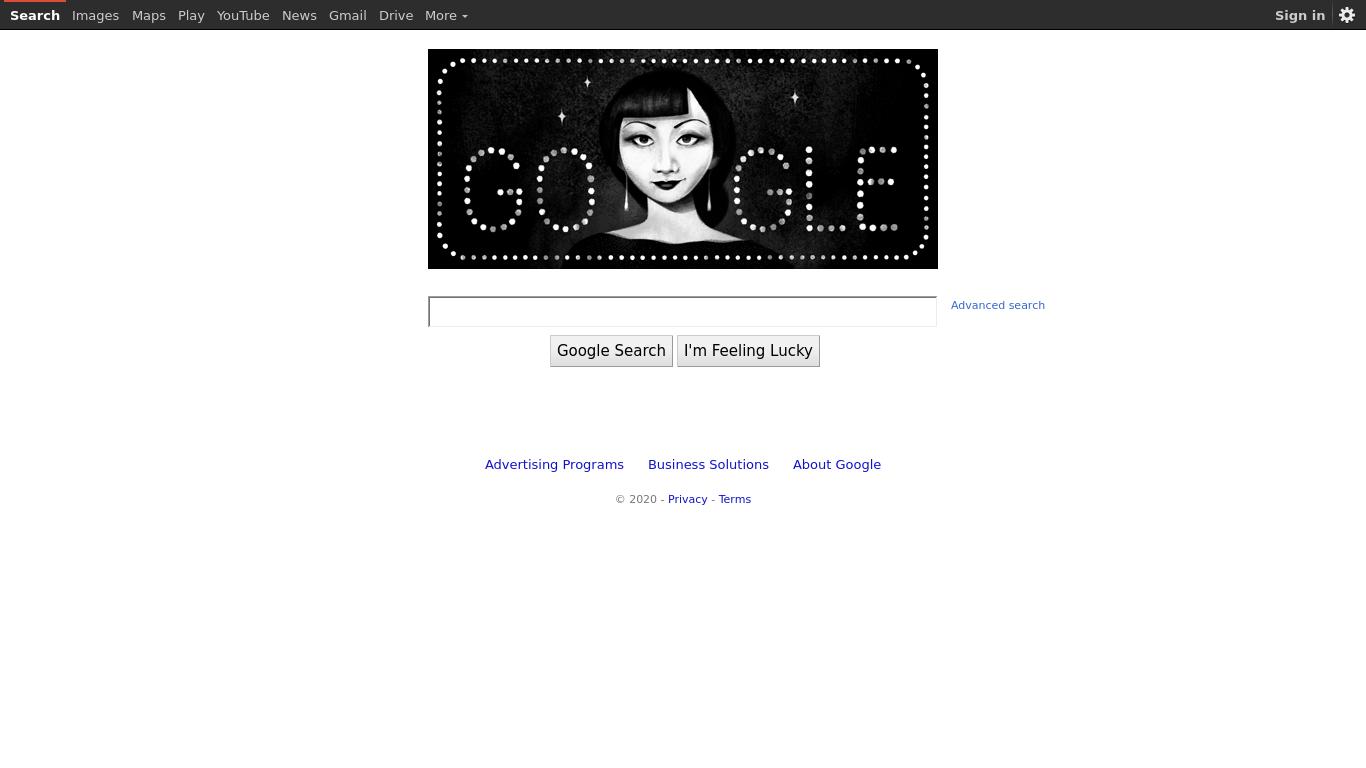 Search Images Maps Play YouTube News Gmail Drive More Sign in
GOOGLE
Advanced search
Google Search I'm Feeling Lucky
Advertising Programs Business Solutions About Google
© 2020 - Privacy - Terms